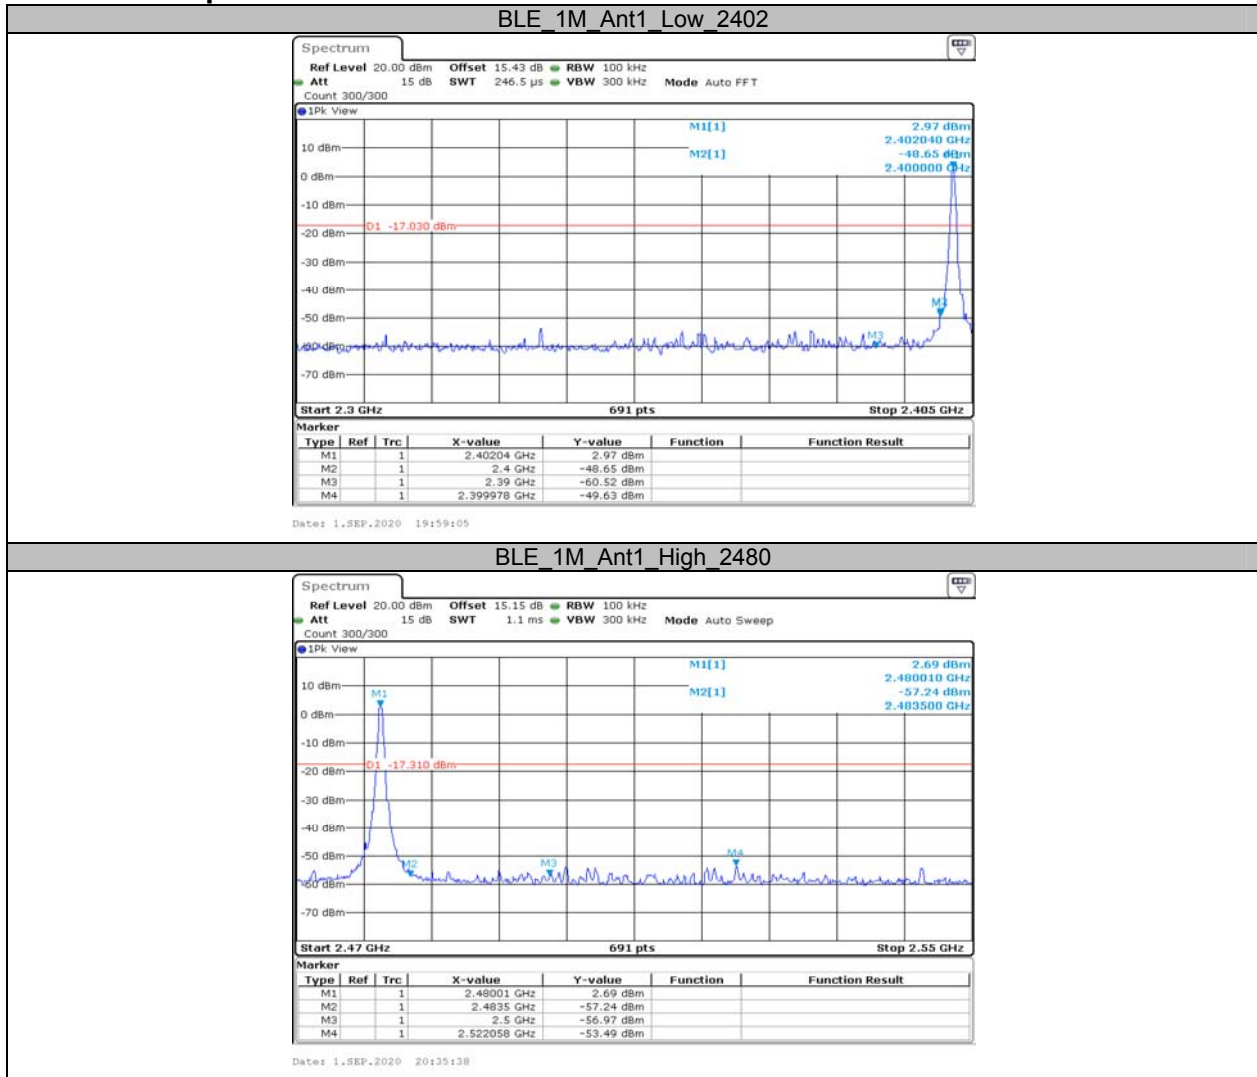 BLE_1M_Ant1_Low_2402
Spectrum
Ref Level 20.00 dBm Offset 15.43 dB RBW 100 kHz
Att 15 dB SWT 246.5 µs VBW 300 kHz Mode Auto FFT
Count 300/300
1Pk View
M1[1] 2.97 dBm
2.402040 GHz
10 dBm
M2[1] -48.65 dBm
2.400000 GHz
0 dBm
-10 dBm
D1 -17.030 dBm
-20 dBm
-30 dBm
-40 dBm
M2
-50 dBm
M3
-60 dBm
-70 dBm
Start 2.3 GHz 691 pts Stop 2.405 GHz
Marker
Type Ref Trc X-value Y-value Function Function Result
M1 1 2.40204 GHz 2.97 dBm
M2 1 2.4 GHz -48.65 dBm
M3 1 2.39 GHz -60.52 dBm
M4 1 2.399978 GHz -49.63 dBm
Date: 1.SEP.2020 19:59:05
BLE_1M_Ant1_High_2480
Spectrum
Ref Level 20.00 dBm Offset 15.15 dB RBW 100 kHz
Att 15 dB SWT 1.1 ms VBW 300 kHz Mode Auto Sweep
Count 300/300
1Pk View
M1[1] 2.69 dBm
2.480010 GHz
10 dBm
M1
M2[1] -57.24 dBm
2.483500 GHz
0 dBm
-10 dBm
D1 -17.310 dBm
-20 dBm
-30 dBm
-40 dBm
-50 dBm
M2 M3 M4
-60 dBm
-70 dBm
Start 2.47 GHz 691 pts Stop 2.55 GHz
Marker
Type Ref Trc X-value Y-value Function Function Result
M1 1 2.48001 GHz 2.69 dBm
M2 1 2.4835 GHz -57.24 dBm
M3 1 2.5 GHz -56.97 dBm
M4 1 2.522058 GHz -53.49 dBm
Date: 1.SEP.2020 20:35:38